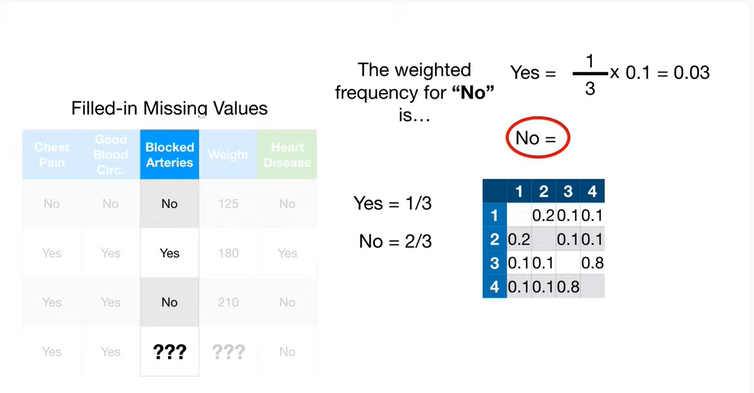 The weighted
frequency for “No”
is…
Yes = 1/3 x 0.1 = 0.03
No =
Filled-in Missing Values
Chest Pain Good Blood Circ. Blocked Arteries Weight Heart Disease
No No No 125 No
Yes Yes Yes 180 Yes
Yes Yes No 210 No
Yes Yes ??? ??? No
Yes = 1/3
No = 2/3
1 2 3 4
1 0.2 0.1 0.1
2 0.2 0.1 0.1
3 0.1 0.1 0.8
4 0.1 0.1 0.8